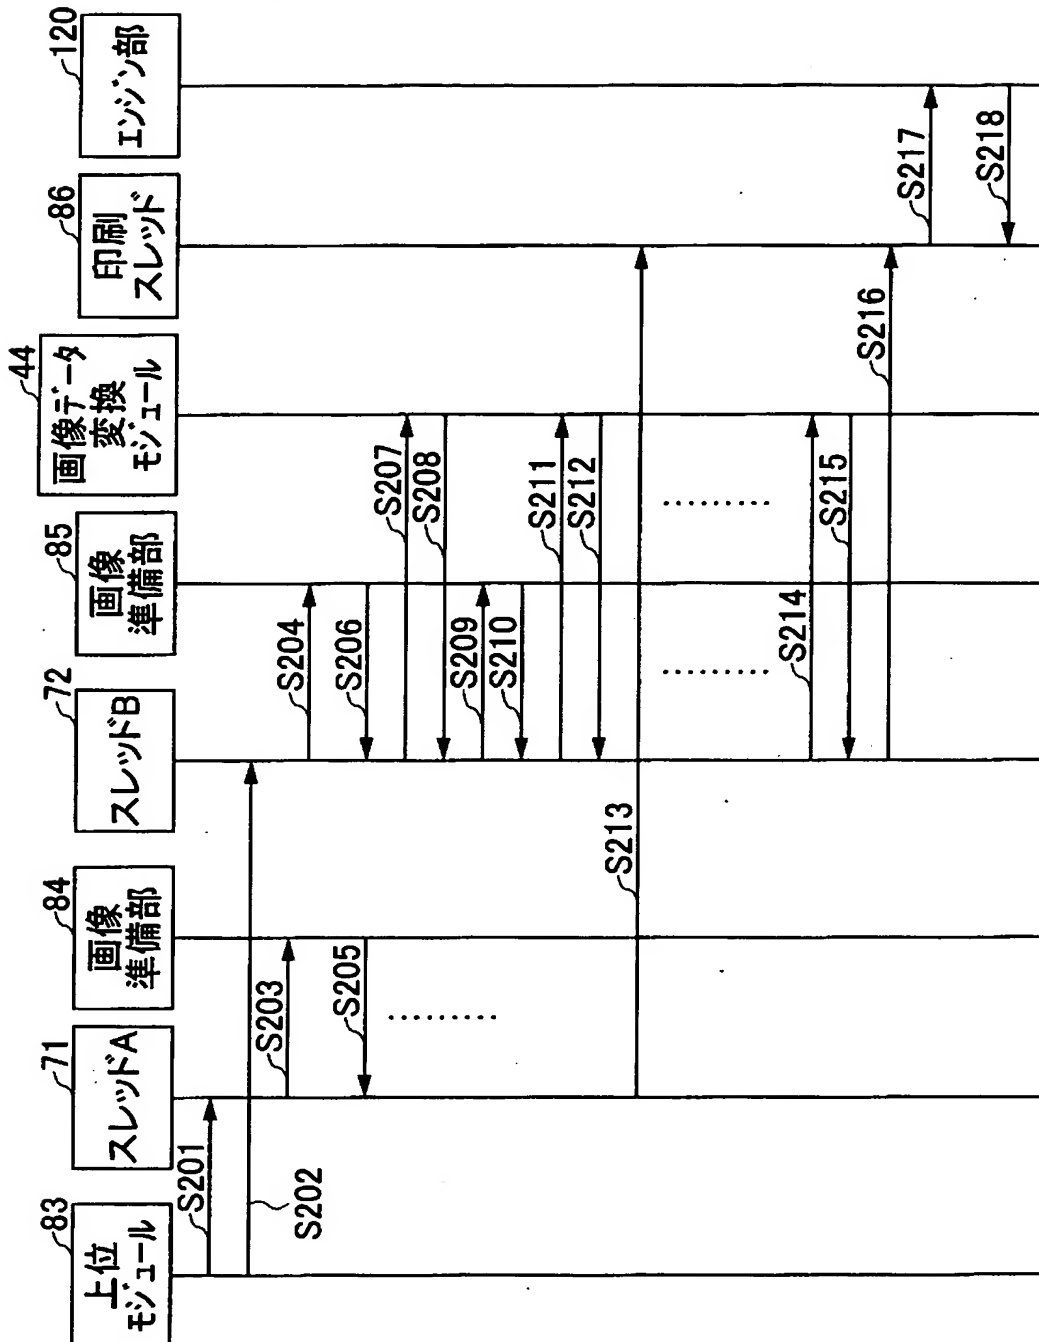 83
上位
モジュール
71
スレッドA
84
画像
準備部
72
スレッドB
85
画像
準備部
44
画像データ
変換
モジュール
86
印刷
スレッド
120
エンジン部
S201
S202
S203
S204
S205
S206
S207
S208
S209
S210
S211
S212
S213
S214
S215
S216
S217
S218